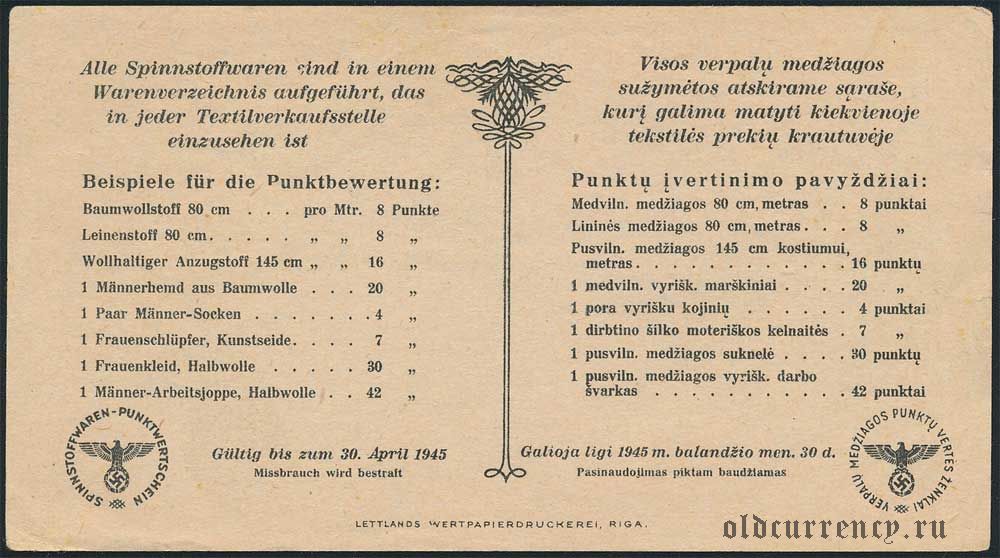 Alle Spinnstoffwaren sind in einem
Warenverzeichnis aufgeführt, das
in jeder Textilverkaufsstelle
einzusehen ist
Beispiele für die Punktbewertung:
Baumwollstoff 80 cm . . . pro Mtr. 8 Punkte
Leinenstoff 80 cm. . . . . „ „ 8 „
Wollhaltiger Anzugstoff 145 cm „ „ 16 „
1 Männerhemd aus Baumwolle . . . 20 „
1 Paar Männer-Socken . . . . . 4 „
1 Frauenschlüpfer, Kunstseide. . . . 7 „
1 Frauenkleid, Halbwolle . . . . . 30 „
1 Männer-Arbeitsjoppe, Halbwolle . . 42 „
SPINNSTOFFWAREN-PUNKTWERTSCHEIN
Gültig bis zum 30. April 1945
Missbrauch wird bestraft
Visos verpalų medžiagos
sužymėtos atskirame sąraše,
kurį galima matyti kiekvienoje
tekstilės prekių krautuvėje
Punktų įvertinimo pavyždžiai:
Medviln. medžiagos 80 cm, metras . . 8 punktai
Lininės medžiagos 80 cm, metras. . . 8 „
Pusviln. medžiagos 145 cm kostiumui,
metras. . . . . . . . . . . 16 punktų
1 medviln. vyrišk. marškiniai . . . . 20 „
1 pora vyrišku kojinių . . . . . . 4 punktai
1 dirbtino šilko moteriškos kelnaitės . 7 „
1 pusviln. medžiagos suknelė . . . . 30 punktų
1 pusviln. medžiagos vyrišk. darbo
švarkas . . . . . . . . . . 42 punktai
Galioja ligi 1945 m. balandžio men. 30 d.
Pasinaudojimas piktam baudžiamas
VERPALŲ MEDŽIAGOS PUNKTŲ VERTĖS ŽENKLAI
LETTLANDS WERTPAPIERDRUCKEREI, RIGA.
oldcurrency.ru